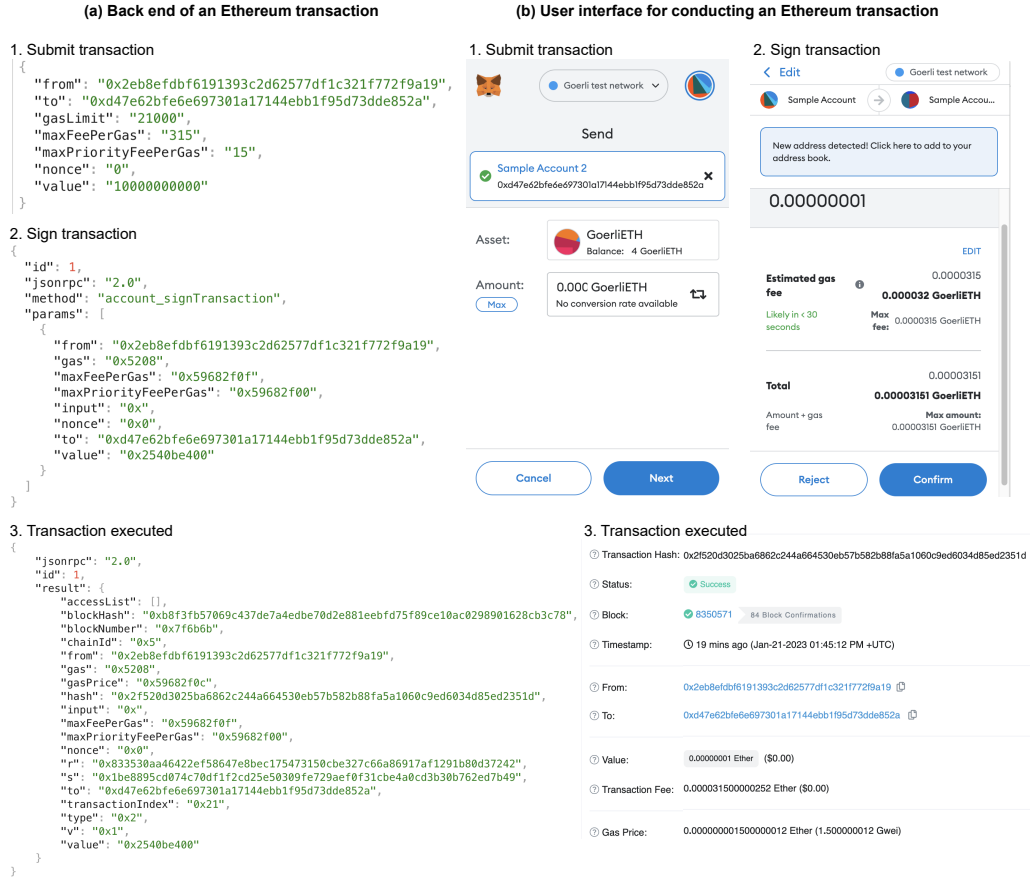 (a) Back end of an Ethereum transaction
1. Submit transaction
{
"from": "0x2eb8efdbf6191393c2d62577df1c321f772f9a19",
"to": "0xd47e62bfe6e697301a17144ebb1f95d73dde852a",
"gasLimit": "21000",
"maxFeePerGas": "315",
"maxPriorityFeePerGas": "15",
"nonce": "0",
"value": "10000000000"
}
2. Sign transaction
{
"id": 1,
"jsonrpc": "2.0",
"method": "account_signTransaction",
"params": [
{
"from": "0x2eb8efdbf6191393c2d62577df1c321f772f9a19",
"gas": "0x5208",
"maxFeePerGas": "0x59682f0f",
"maxPriorityFeePerGas": "0x59682f00",
"input": "0x",
"nonce": "0x0",
"to": "0xd47e62bfe6e697301a17144ebb1f95d73dde852a",
"value": "0x2540be400"
}
]
}
3. Transaction executed
{
"jsonrpc": "2.0",
"id": 1,
"result": {
"accessList": [],
"blockHash": "0xb8f3fb57069c437de7a4edbe70d2e881eebfd75f89ce10ac0298901628cb3c78",
"blockNumber": "0x7f6b6b",
"chainId": "0x5",
"from": "0x2eb8efdbf6191393c2d62577df1c321f772f9a19",
"gas": "0x5208",
"gasPrice": "0x59682f0c",
"hash": "0x2f520d3025ba6862c244a664530eb57b582b88fa5a1060c9ed6034d85ed2351d",
"input": "0x",
"maxFeePerGas": "0x59682f0f",
"maxPriorityFeePerGas": "0x59682f00",
"nonce": "0x0",
"r": "0x833530aa46422ef58647e8bec175473150cbe327c66a86917af1291b80d37242",
"s": "0x1be8895cd074c70df1f2cd25e50309fe729aef0f31cbe4a0cd3b30b762ed7b49",
"to": "0xd47e62bfe6e697301a17144ebb1f95d73dde852a",
"transactionIndex": "0x21",
"type": "0x2",
"v": "0x1",
"value": "0x2540be400"
}
}
(b) User interface for conducting an Ethereum transaction
1. Submit transaction
Goerli test network
Send
Sample Account 2
0xd47e62bfe6e697301a17144ebb1f95d73dde852a
Asset:
GoerliETH
Balance: 4 GoerliETH
Amount:
Max
0.00C GoerliETH
No conversion rate available
Cancel
Next
2. Sign transaction
Edit
Goerli test network
Sample Account
Sample Accou...
New address detected! Click here to add to your
address book.
0.00000001
EDIT
Estimated gas
fee
0.0000315
0.000032 GoerliETH
Likely in < 30
seconds
Max
fee:
0.0000315 GoerliETH
Total
0.00003151
0.00003151 GoerliETH
Amount + gas
fee
Max amount:
0.00003151 GoerliETH
Reject
Confirm
3. Transaction executed
Transaction Hash: 0x2f520d3025ba6862c244a664530eb57b582b88fa5a1060c9ed6034d85ed2351d
Status: Success
Block: 8350571 84 Block Confirmations
Timestamp: 19 mins ago (Jan-21-2023 01:45:12 PM +UTC)
From: 0x2eb8efdbf6191393c2d62577df1c321f772f9a19
To: 0xd47e62bfe6e697301a17144ebb1f95d73dde852a
Value: 0.00000001 Ether ($0.00)
Transaction Fee: 0.000031500000252 Ether ($0.00)
Gas Price: 0.000000001500000012 Ether (1.500000012 Gwei)